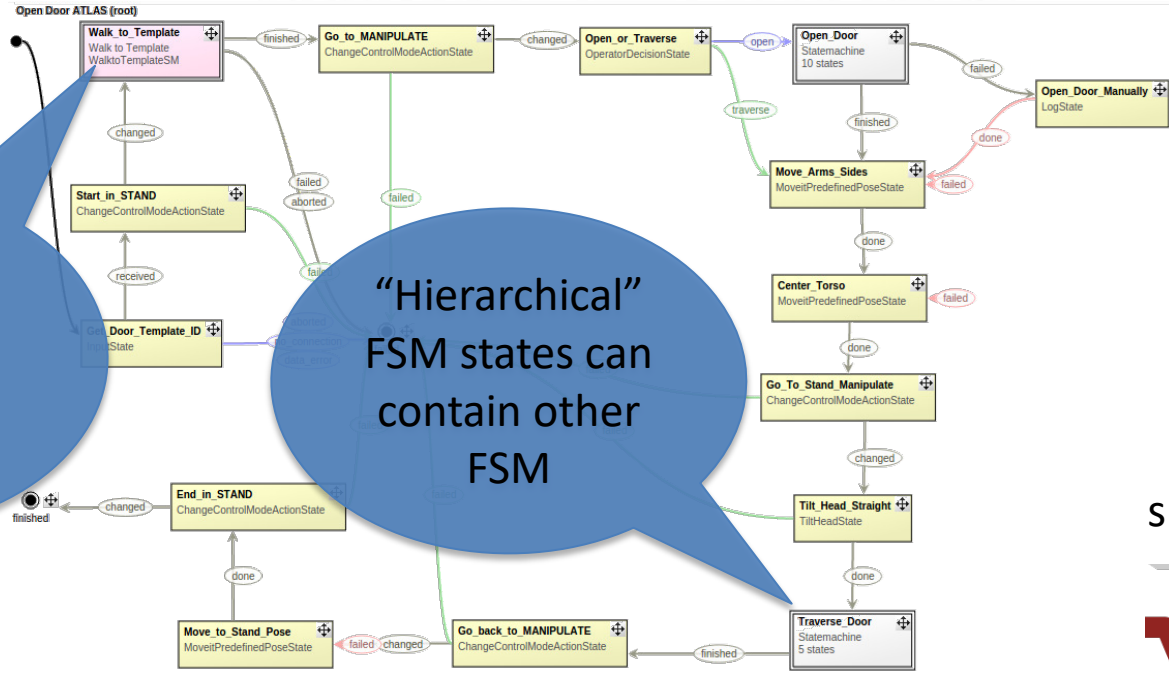 Open Door ATLAS (root)
Walk_to_Template
Walk to Template
WalktoTemplateSM
finished
Go_to_MANIPULATE
ChangeControlModeActionState
changed
Open_or_Traverse
OperatorDecisionState
open
Open_Door
Statemachine
10 states
failed
Open_Door_Manually
LogState
traverse
finished
done
changed
failed
aborted
failed
Move_Arms_Sides
MoveitPredefinedPoseState
failed
Start_in_STAND
ChangeControlModeActionState
failed
done
received
Center_Torso
MoveitPredefinedPoseState
failed
Door_Template_ID
done
“Hierarchical”
FSM states can
contain other
FSM
Go_To_Stand_Manipulate
ChangeControlModeActionState
changed
End_in_STAND
ChangeControlModeActionState
changed
finished
Tilt_Head_Straight
TiltHeadState
s
done
done
Move_to_Stand_Pose
MoveitPredefinedPoseState
failed
changed
Go_back_to_MANIPULATE
ChangeControlModeActionState
finished
Traverse_Door
Statemachine
5 states